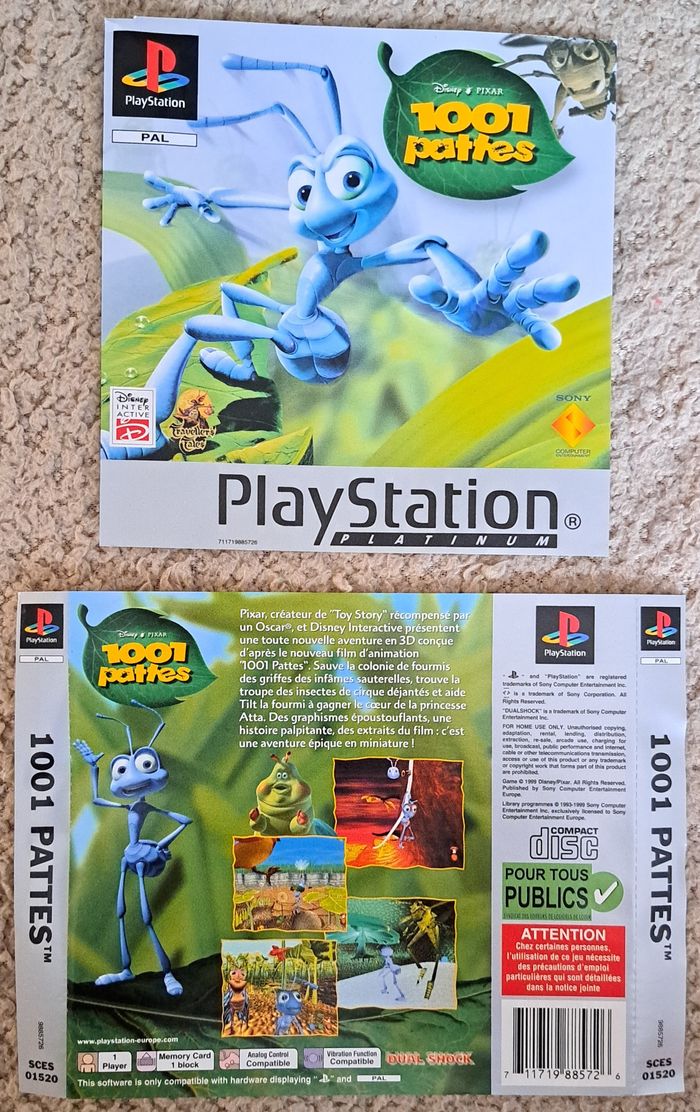 PlayStation
PAL
Disney PIXAR
1001
pattes
Disney
INTER
ACTIVE
Traveller's
Tales
SONY
COMPUTER
ENTERTAINMENT
PlayStation®
PLATINUM
711719885726
PlayStation
PAL
1001 PATTES™
9885726
SCES
01520
Disney PIXAR
1001
pattes
Pixar, créateur de "Toy Story" récompensé par
un Oscar®, et Disney Interactive présentent
une toute nouvelle aventure en 3D conçue
d'après le nouveau film d'animation
"1001 Pattes". Sauve la colonie de fourmis
des griffes des infâmes sauterelles, trouve la
troupe des insectes de cirque déjantés et aide
Tilt la fourmi à gagner le cœur de la princesse
Atta. Des graphismes époustouflants, une
histoire palpitante, des extraits du film : c'est
une aventure épique en miniature !
www.playstation-europe.com
1
Player
Memory Card
1 block
Analog Control
Compatible
Vibration Function
Compatible
DUAL SHOCK
This software is only compatible with hardware displaying " " and PAL
PlayStation
" " and "PlayStation" are registered
trademarks of Sony Computer Entertainment Inc.
is a trademark of Sony Corporation. All
Rights Reserved.
"DUALSHOCK" is a trademark of Sony Computer
Entertainment Inc.
FOR HOME USE ONLY. Unauthorised copying,
adaptation, rental, lending, distribution,
extraction, re-sale, arcade use, charging for
use, broadcast, public performance and internet,
cable or other telecommunications transmission,
access or use of this product or any trademark
or copyright work that forms part of this product
are prohibited.
Game © 1999 Disney/Pixar. All Rights Reserved.
Published by Sony Computer Entertainment
Europe.
Library programmes © 1993-1999 Sony Computer
Entertainment Inc. exclusively licensed to Sony
Computer Entertainment Europe.
COMPACT
disc
POUR TOUS
PUBLICS
SYNDICAT DES EDITEURS DE LOGICIELS DE LOISIRS
ATTENTION
Chez certaines personnes,
l'utilisation de ce jeu nécessite
des précautions d'emploi
particulières qui sont détaillées
dans la notice jointe
7 11719 88572 6
PlayStation
PAL
1001 PATTES™
9885726
SCES
01520